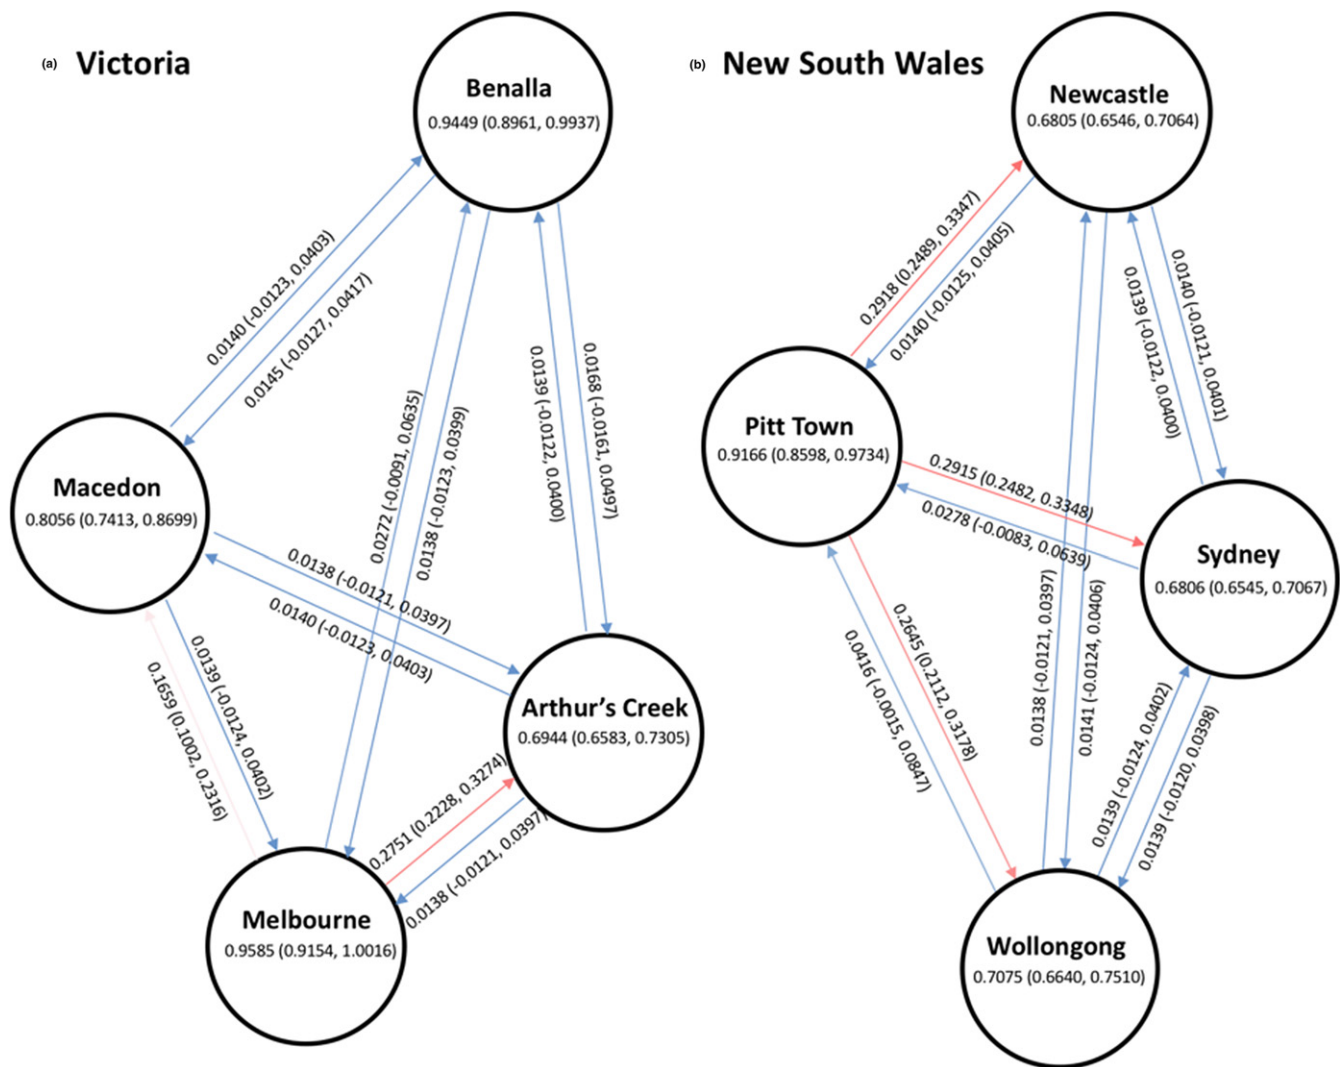 (a) Victoria
Benalla
0.9449 (0.8961, 0.9937)
0.0140 (-0.0123, 0.0403)
0.0145 (-0.0127, 0.0417)
0.0272 (-0.0091, 0.0635)
0.0138 (-0.0123, 0.0399)
0.0139 (-0.0122, 0.0400)
0.0168 (-0.0161, 0.0497)
Macedon
0.8056 (0.7413, 0.8699)
0.0138 (-0.0121, 0.0397)
0.0140 (-0.0123, 0.0403)
0.0139 (-0.0124, 0.0402)
0.1659 (0.1002, 0.2316)
Arthur’s Creek
0.6944 (0.6583, 0.7305)
0.2751 (0.2228, 0.3274)
0.0138 (-0.0121, 0.0397)
Melbourne
0.9585 (0.9154, 1.0016)
(b) New South Wales
Newcastle
0.6805 (0.6546, 0.7064)
0.2918 (0.2489, 0.3347)
0.0140 (-0.0125, 0.0405)
0.0139 (-0.0122, 0.0400)
0.0140 (-0.0121, 0.0401)
Pitt Town
0.9166 (0.8598, 0.9734)
0.2915 (0.2482, 0.3348)
0.0278 (-0.0083, 0.0639)
Sydney
0.6806 (0.6545, 0.7067)
0.2645 (0.2112, 0.3178)
0.0416 (-0.0015, 0.0847)
0.0138 (-0.0121, 0.0397)
0.0141 (-0.0124, 0.0406)
0.0139 (-0.0124, 0.0402)
0.0139 (-0.0120, 0.0398)
Wollongong
0.7075 (0.6640, 0.7510)